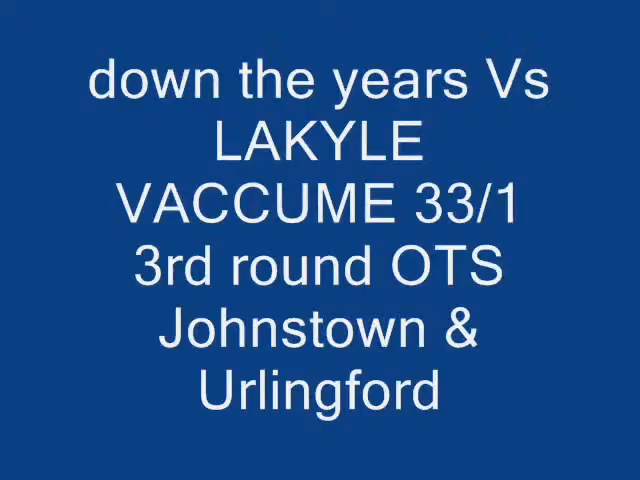 down the years Vs
LAKYLE
VACCUME 33/1
3rd round OTS
Johnstown &
Urlingford